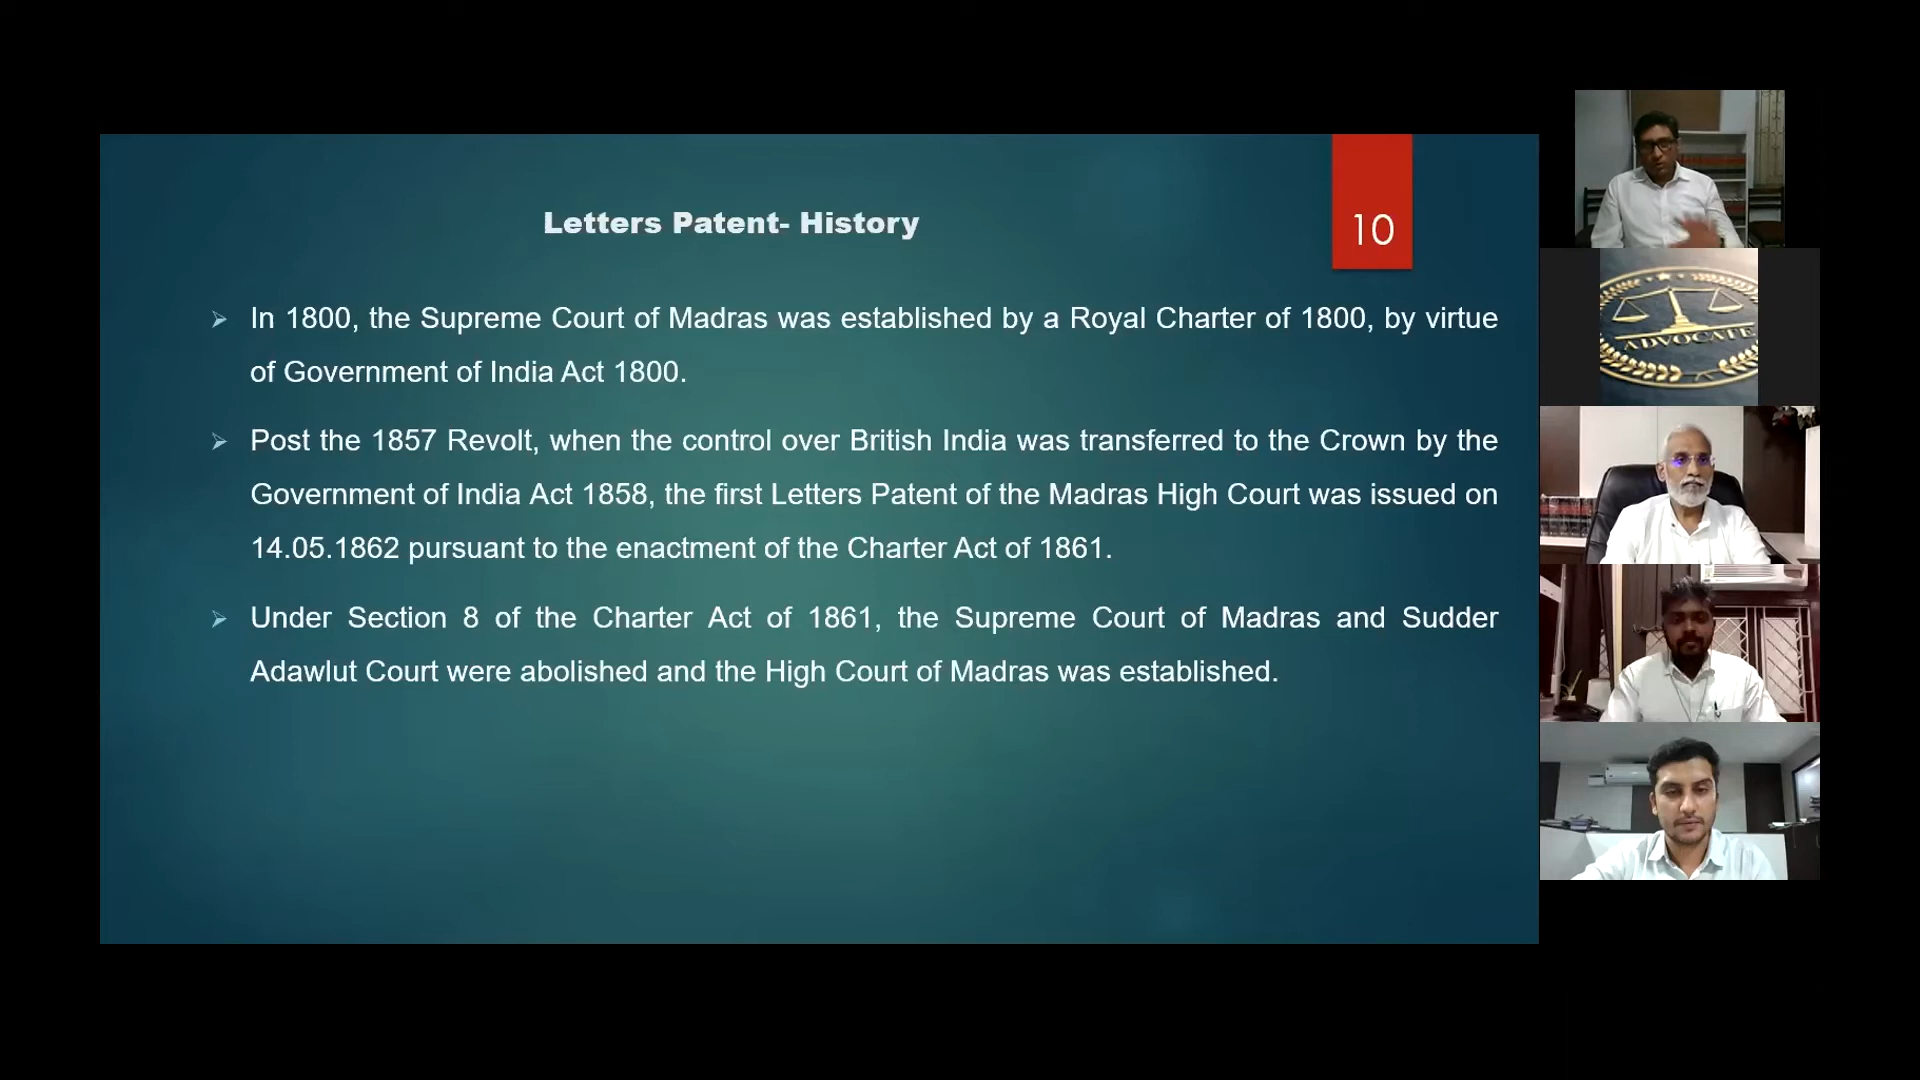 Letters Patent- History
10
In 1800, the Supreme Court of Madras was established by a Royal Charter of 1800, by virtue
of Government of India Act 1800.
Post the 1857 Revolt, when the control over British India was transferred to the Crown by the
Government of India Act 1858, the first Letters Patent of the Madras High Court was issued on
14.05.1862 pursuant to the enactment of the Charter Act of 1861.
Under Section 8 of the Charter Act of 1861, the Supreme Court of Madras and Sudder
Adawlut Court were abolished and the High Court of Madras was established.
ADVOCATE